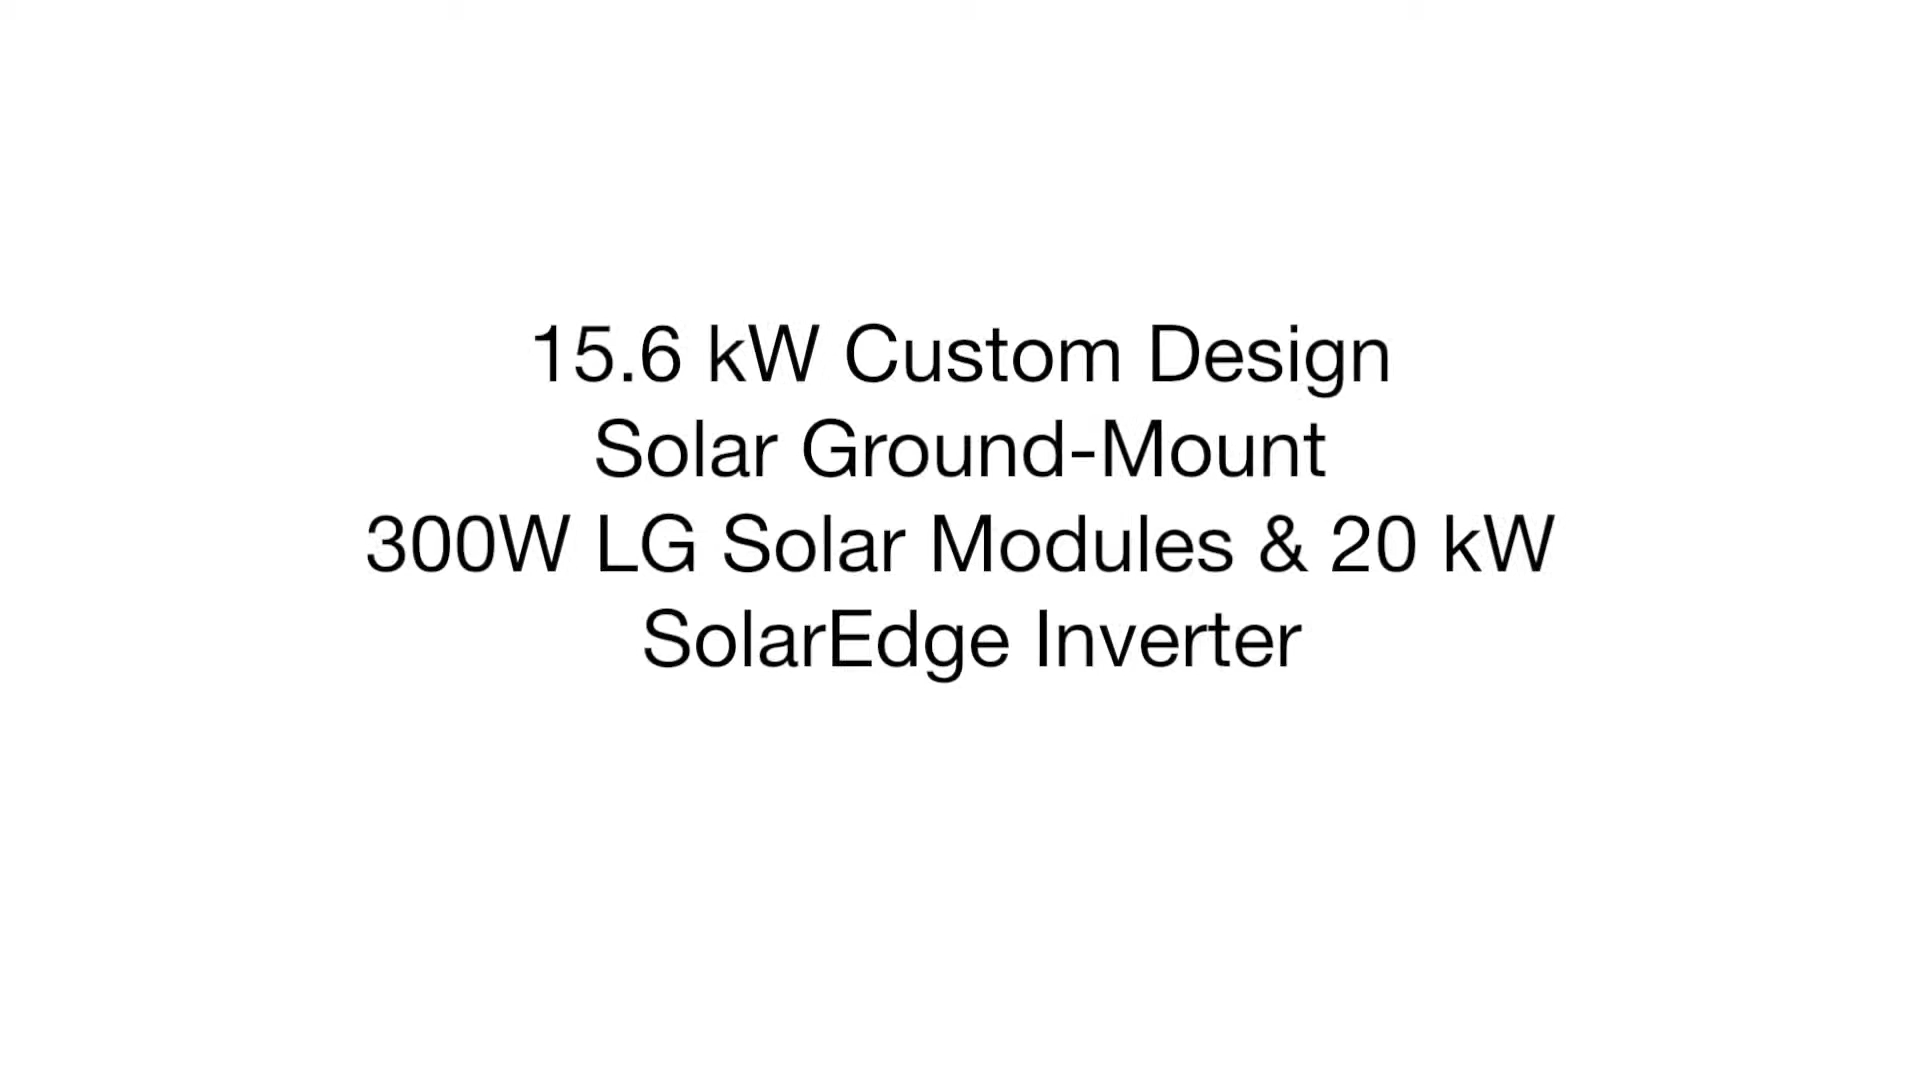 15.6 kW Custom Design
Solar Ground-Mount
300W LG Solar Modules & 20 kW
SolarEdge Inverter